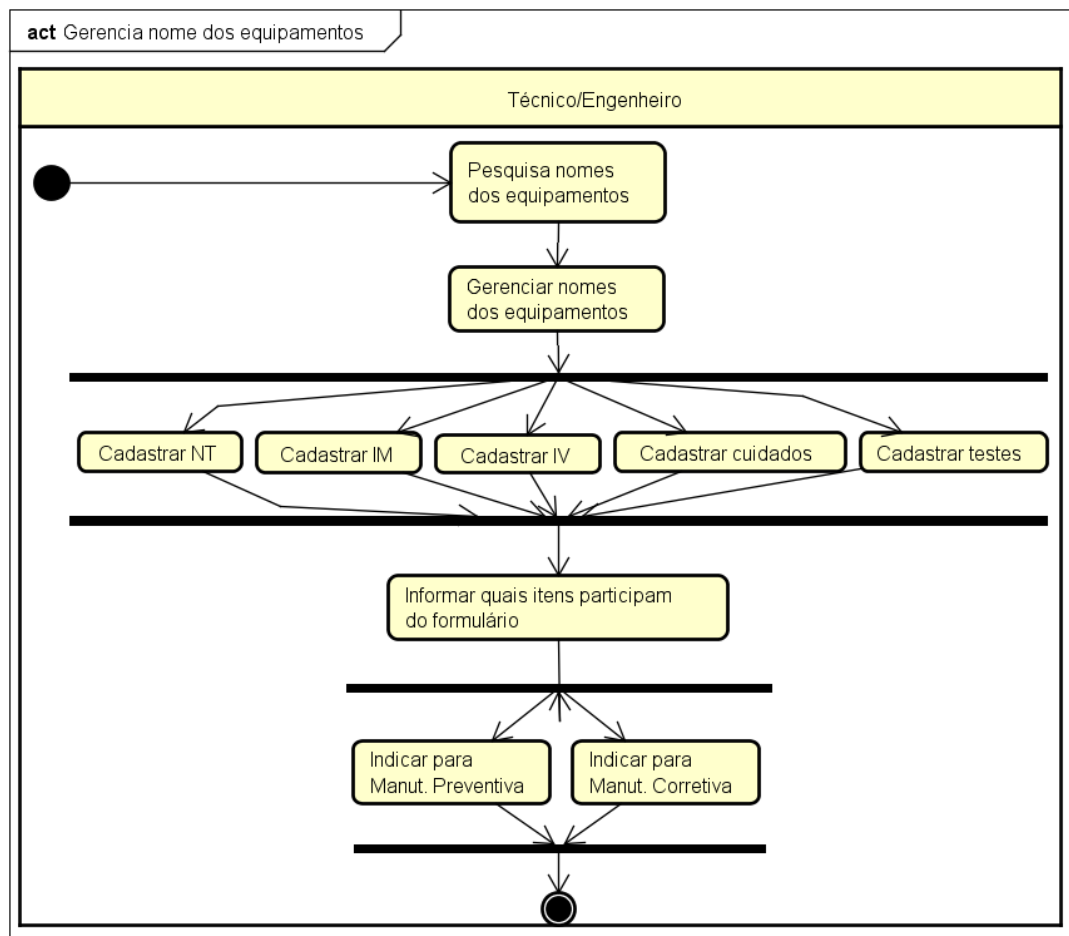 act Gerencia nome dos equipamentos
Técnico/Engenheiro
Pesquisa nomes
dos equipamentos
Gerenciar nomes
dos equipamentos
Cadastrar NT
Cadastrar IM
Cadastrar IV
Cadastrar cuidados
Cadastrar testes
Informar quais itens participam
do formulário
Indicar para
Manut. Preventiva
Indicar para
Manut. Corretiva